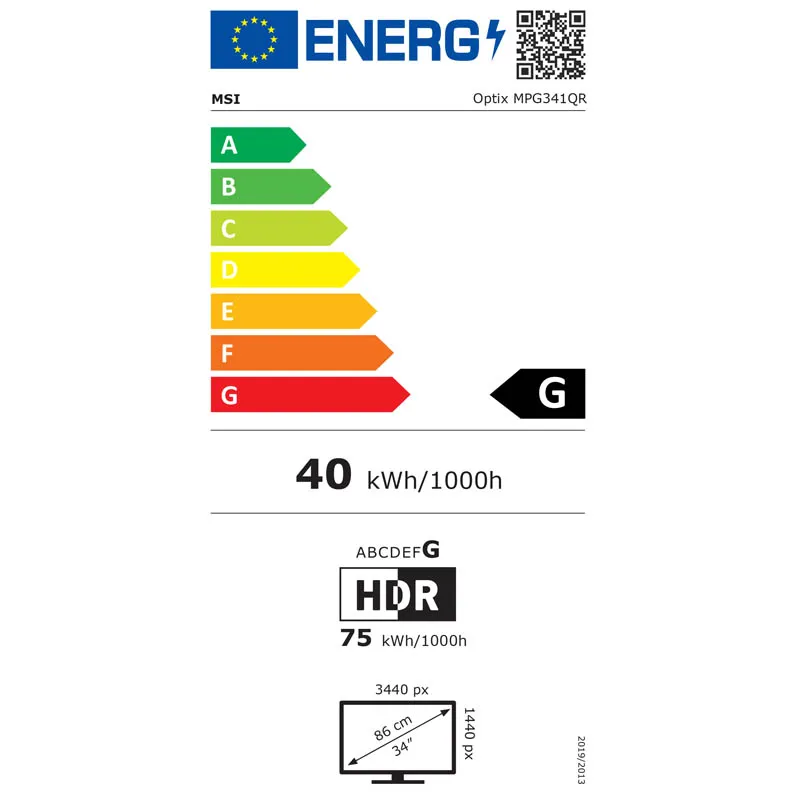 ENERG
MSI Optix MPG341QR
A
B
C
D
E
F
G
G
40 kWh/1000h
ABCDEFG
HDR
75 kWh/1000h
3440 px
1440 px
86 cm
34"
2019/2013